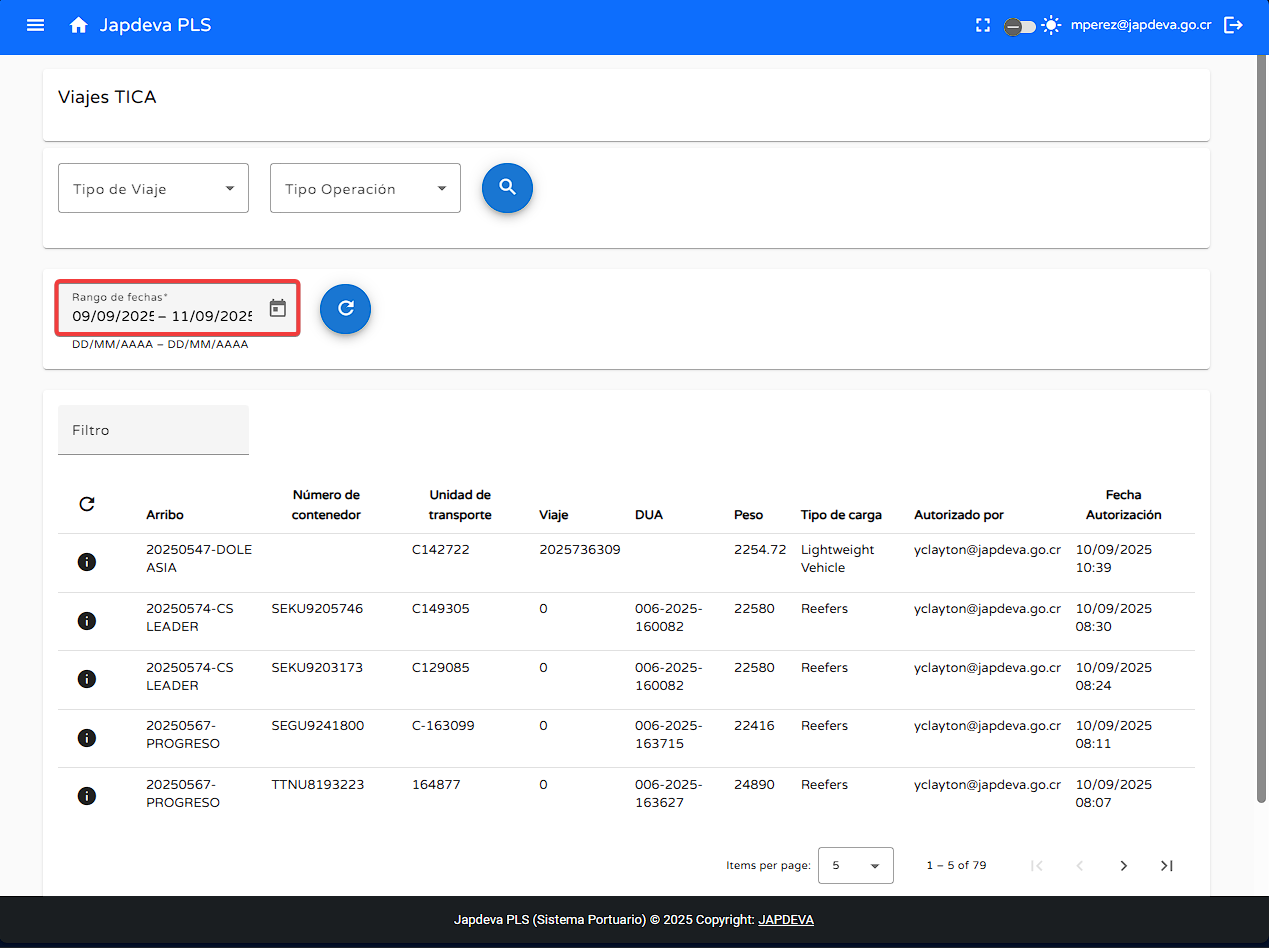 Japdeva PLS
mperez@japdeva.go.cr
Viajes TICA
Tipo de Viaje
Tipo Operación
Rango de fechas*
09/09/2025 – 11/09/2025
DD/MM/AAAA – DD/MM/AAAA
Filtro
Arribo Número de contenedor Unidad de transporte Viaje DUA Peso Tipo de carga Autorizado por Fecha Autorización
20250547-DOLE ASIA C142722 2025736309 2254.72 Lightweight Vehicle yclayton@japdeva.go.cr 10/09/2025 10:39
20250574-CS LEADER SEKU9205746 C149305 0 006-2025-160082 22580 Reefers yclayton@japdeva.go.cr 10/09/2025 08:30
20250574-CS LEADER SEKU9203173 C129085 0 006-2025-160082 22580 Reefers yclayton@japdeva.go.cr 10/09/2025 08:24
20250567-PROGRESO SEGU9241800 C-163099 0 006-2025-163715 22416 Reefers yclayton@japdeva.go.cr 10/09/2025 08:11
20250567-PROGRESO TTNU8193223 164877 0 006-2025-163627 24890 Reefers yclayton@japdeva.go.cr 10/09/2025 08:07
Items per page: 5 1 – 5 of 79
Japdeva PLS (Sistema Portuario) © 2025 Copyright: JAPDEVA